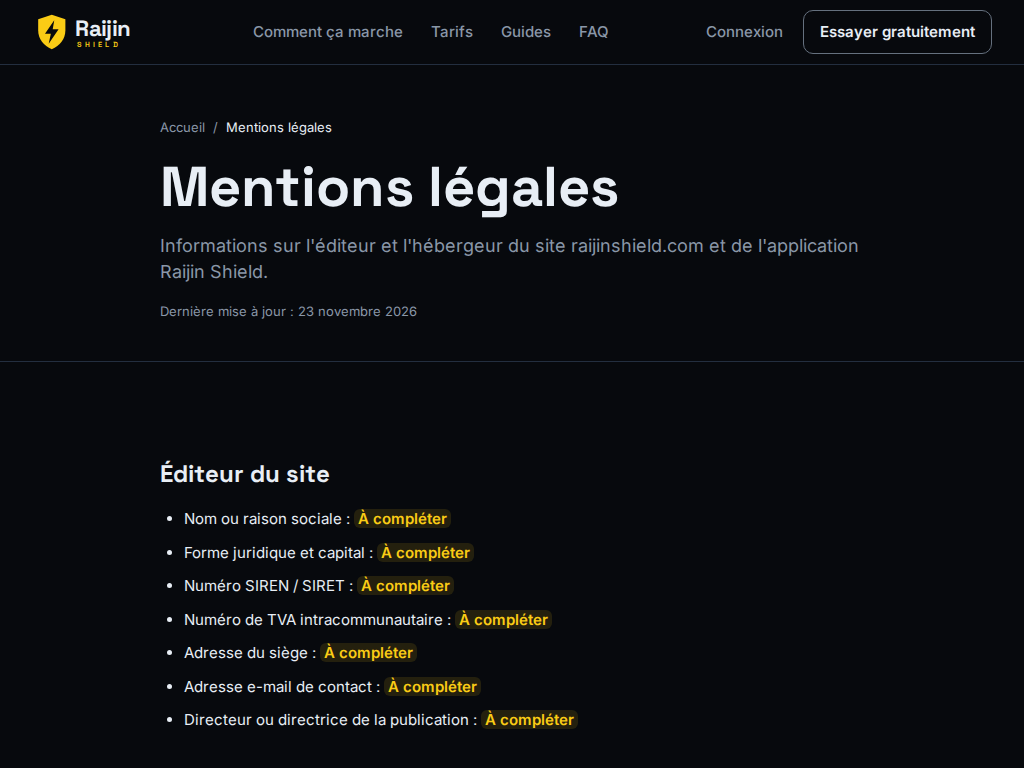 Raijin
SHIELD
Comment ça marche
Tarifs
Guides
FAQ
Connexion
Essayer gratuitement
Accueil / Mentions légales
Mentions légales
Informations sur l'éditeur et l'hébergeur du site raijinshield.com et de l'application
Raijin Shield.
Dernière mise à jour : 23 novembre 2026
Éditeur du site
• Nom ou raison sociale : À compléter
• Forme juridique et capital : À compléter
• Numéro SIREN / SIRET : À compléter
• Numéro de TVA intracommunautaire : À compléter
• Adresse du siège : À compléter
• Adresse e-mail de contact : À compléter
• Directeur ou directrice de la publication : À compléter